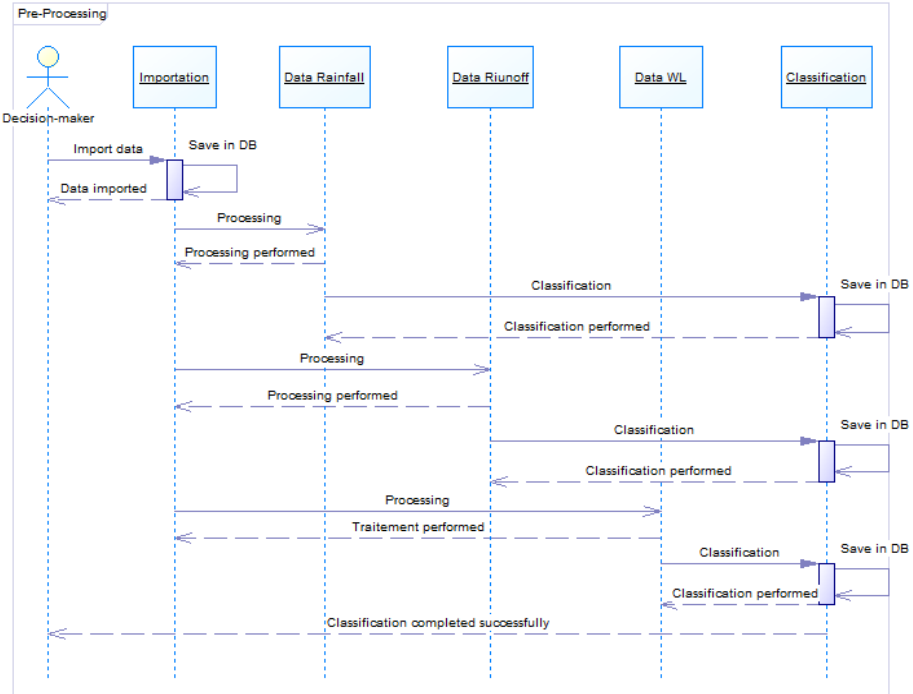 Pre-Processing
Importation
Data Rainfall
Data Riunoff
Data WL
Classification
Decision-maker
Import data
Save in DB
Data imported
Processing
Processing performed
Classification
Save in DB
Classification performed
Processing
Processing performed
Classification
Save in DB
Classification performed
Processing
Traitement performed
Classification
Save in DB
Classification performed
Classification completed successfully